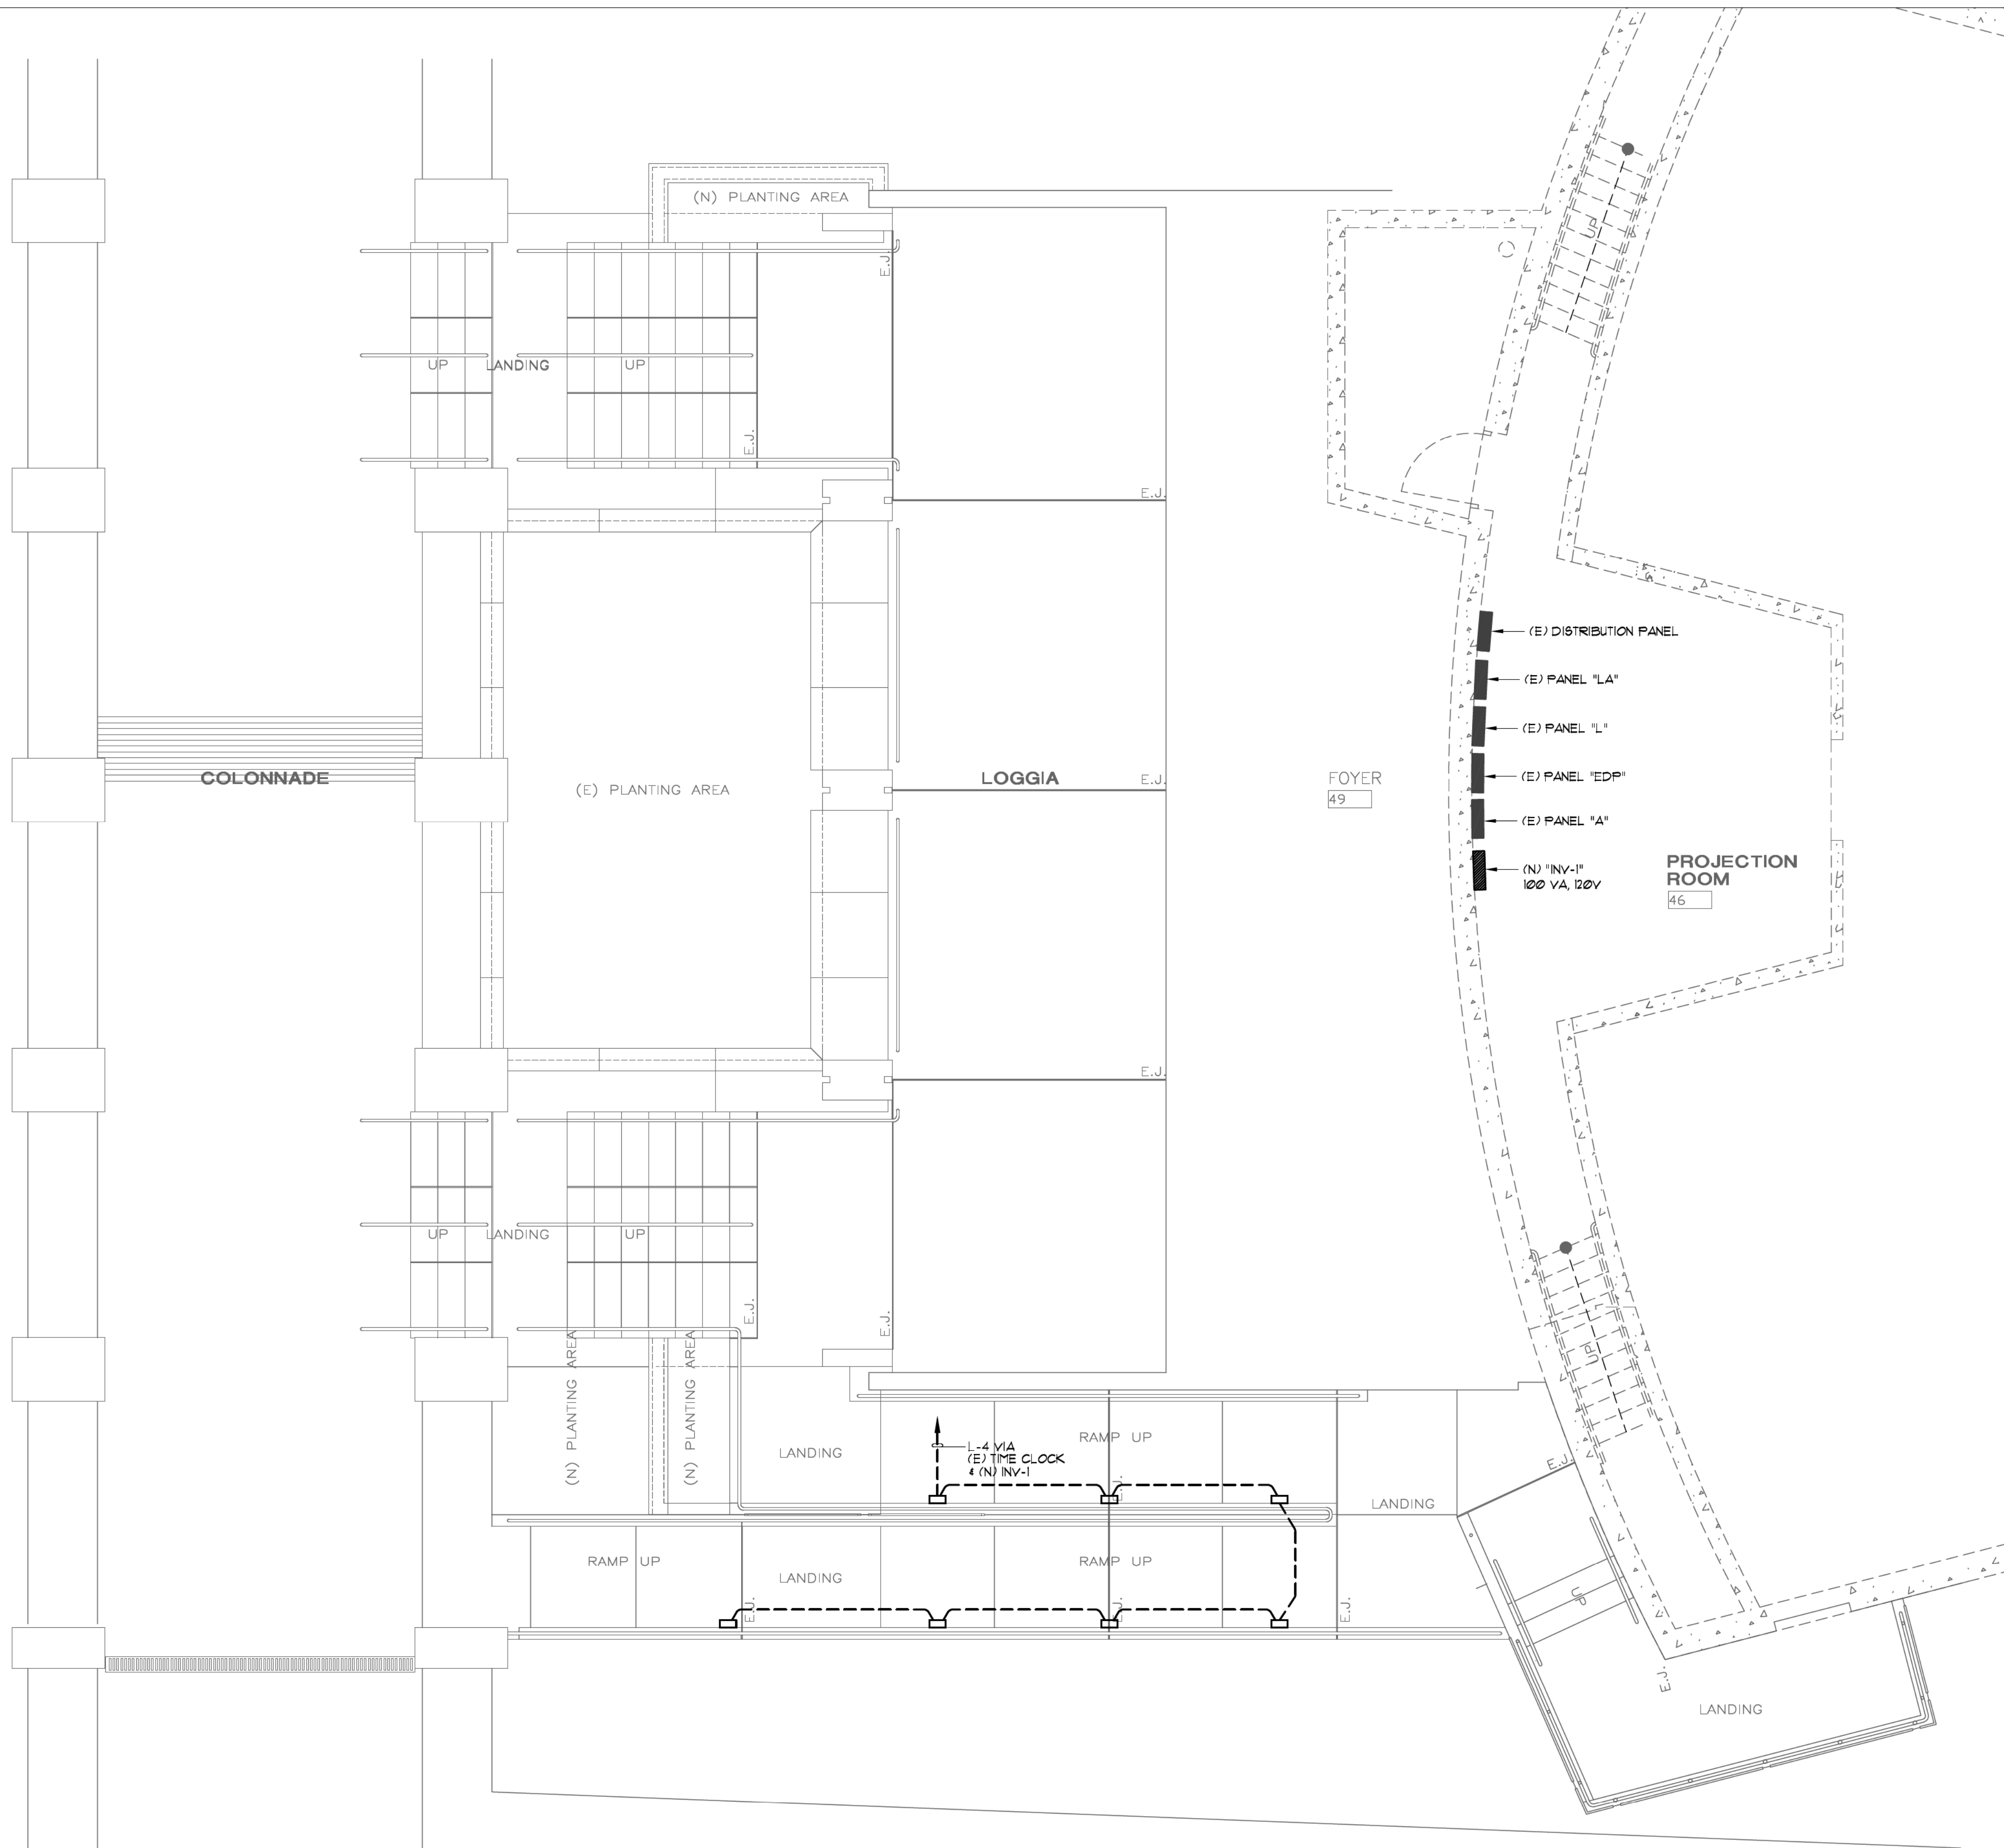 (N) PLANTING AREA
UP
E.J.
UP
LANDING
UP
E.J.
E.J.
(E) DISTRIBUTION PANEL
(E) PANEL "LA"
(E) PANEL "L"
COLONNADE
(E) PLANTING AREA
LOGGIA
E.J.
FOYER
49
(E) PANEL "EDP"
(E) PANEL "A"
(N) "INV-1"
100 VA, 120V
PROJECTION
ROOM
46
E.J.
UP
LANDING
UP
E.J.
E.J.
UP
(N) PLANTING AREA
(N) PLANTING AREA
LANDING
L-4 VIA
(E) TIME CLOCK
& (N) INV-1
RAMP UP
E.J.
E.J.
LANDING
RAMP UP
LANDING
RAMP UP
E.J.
E.J.
E.J.
UP
E.J.
LANDING